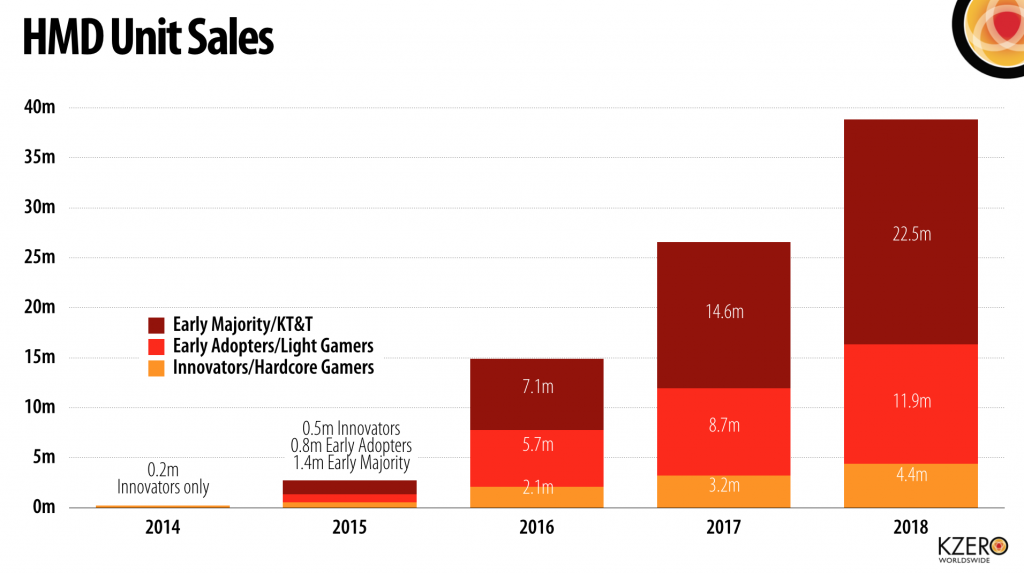 HMD Unit Sales
40m
35m
30m
25m
20m
15m
10m
5m
0m
Early Majority/KT&T
Early Adopters/Light Gamers
Innovators/Hardcore Gamers
0.2m
Innovators only
0.5m Innovators
0.8m Early Adopters
1.4m Early Majority
7.1m
5.7m
2.1m
14.6m
8.7m
3.2m
22.5m
11.9m
4.4m
2014
2015
2016
2017
2018
KZERO
WORLDSWIDE